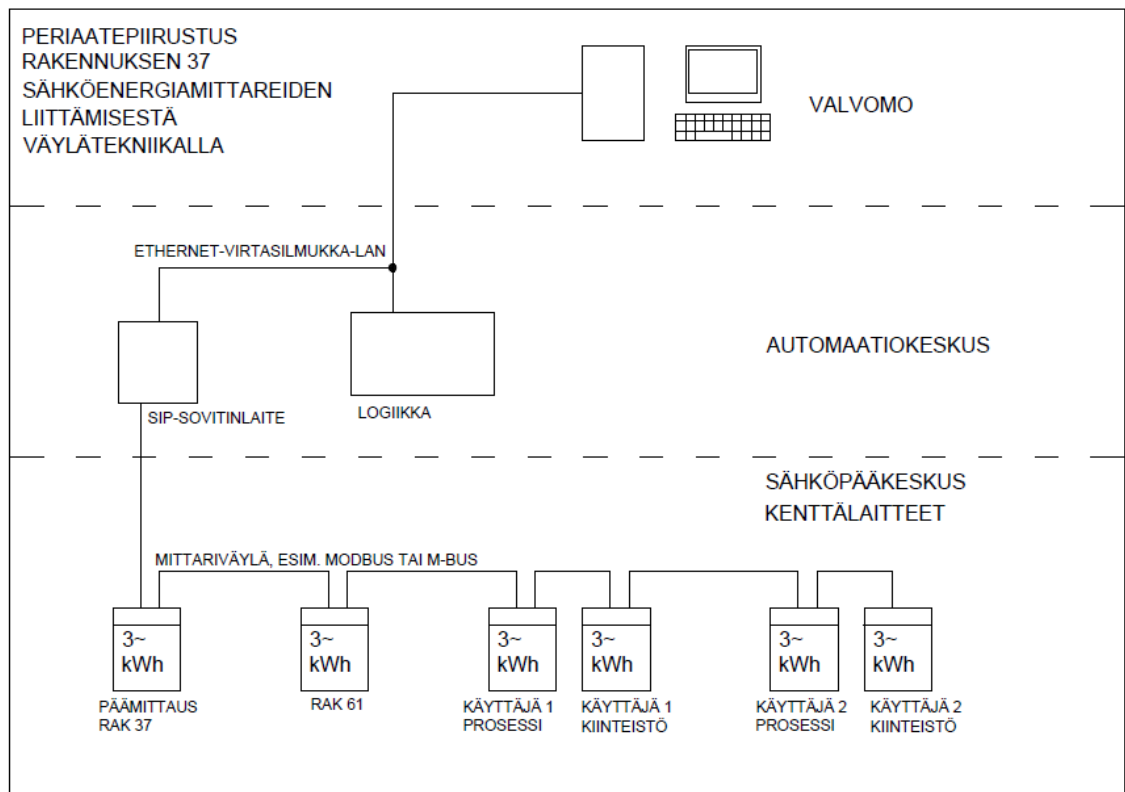 PERIAATEPIIRUSTUS
RAKENNUKSEN 37
SÄHKÖENERGIAMITTAREIDEN
LIITTÄMISESTÄ
VÄYLÄTEKNIIKALLA
VALVOMO
ETHERNET-VIRTASILMUKKA-LAN
AUTOMAATIOKESKUS
SIP-SOVITINLAITE
LOGIIKKA
SÄHKÖPÄÄKESKUS
KENTTÄLAITTEET
MITTARIVÄYLÄ, ESIM. MODBUS TAI M-BUS
3~
kWh
PÄÄMITTAUS
RAK 37
3~
kWh
RAK 61
3~
kWh
KÄYTTÄJÄ 1
PROSESSI
3~
kWh
KÄYTTÄJÄ 1
KIINTEISTÖ
3~
kWh
KÄYTTÄJÄ 2
PROSESSI
3~
kWh
KÄYTTÄJÄ 2
KIINTEISTÖ